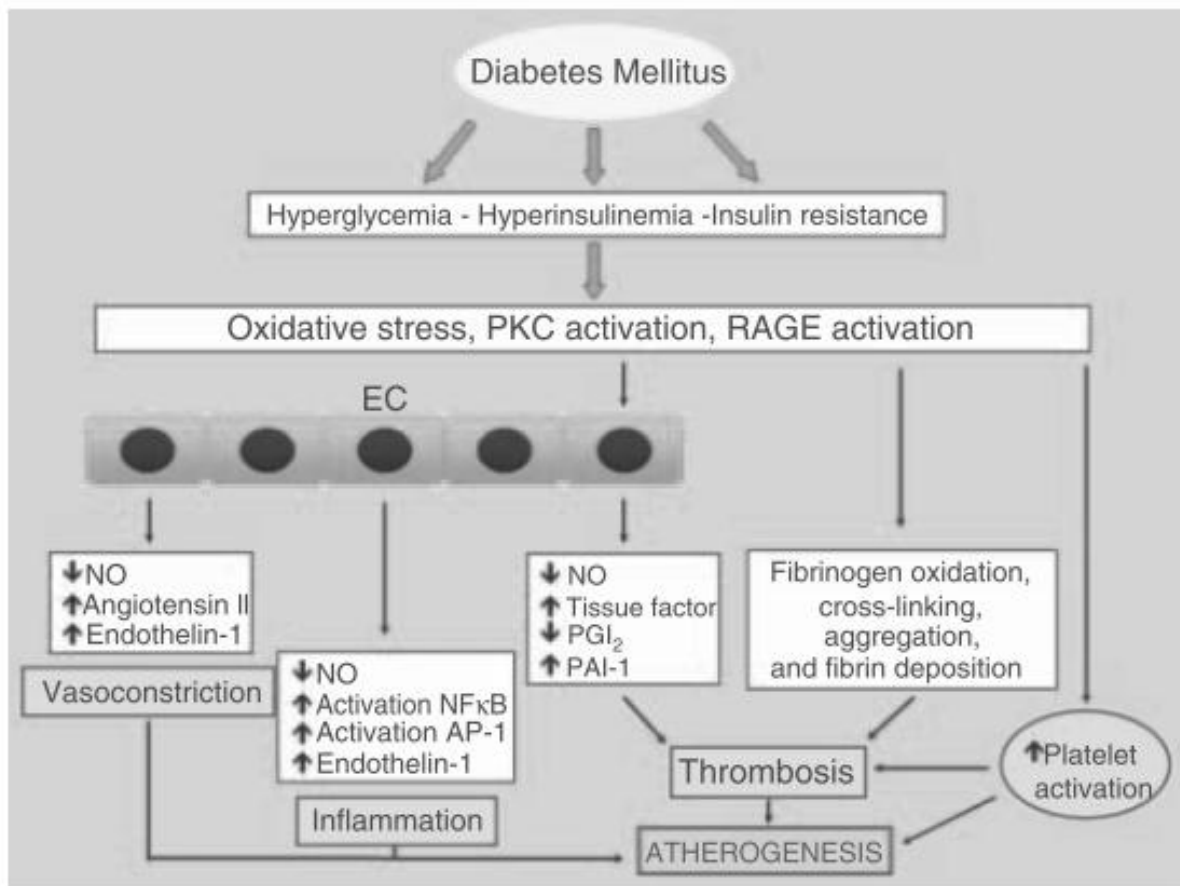 Diabetes Mellitus
Hyperglycemia - Hyperinsulinemia -Insulin resistance
Oxidative stress, PKC activation, RAGE activation
EC
↓NO
↑Angiotensin II
↑Endothelin-1
Vasoconstriction
↓NO
↑Activation NFκB
↑Activation AP-1
↑Endothelin-1
Inflammation
↓NO
↑Tissue factor
↓PGI₂
↑PAI-1
Fibrinogen oxidation,
cross-linking,
aggregation,
and fibrin deposition
Thrombosis
↑Platelet
activation
ATHEROGENESIS